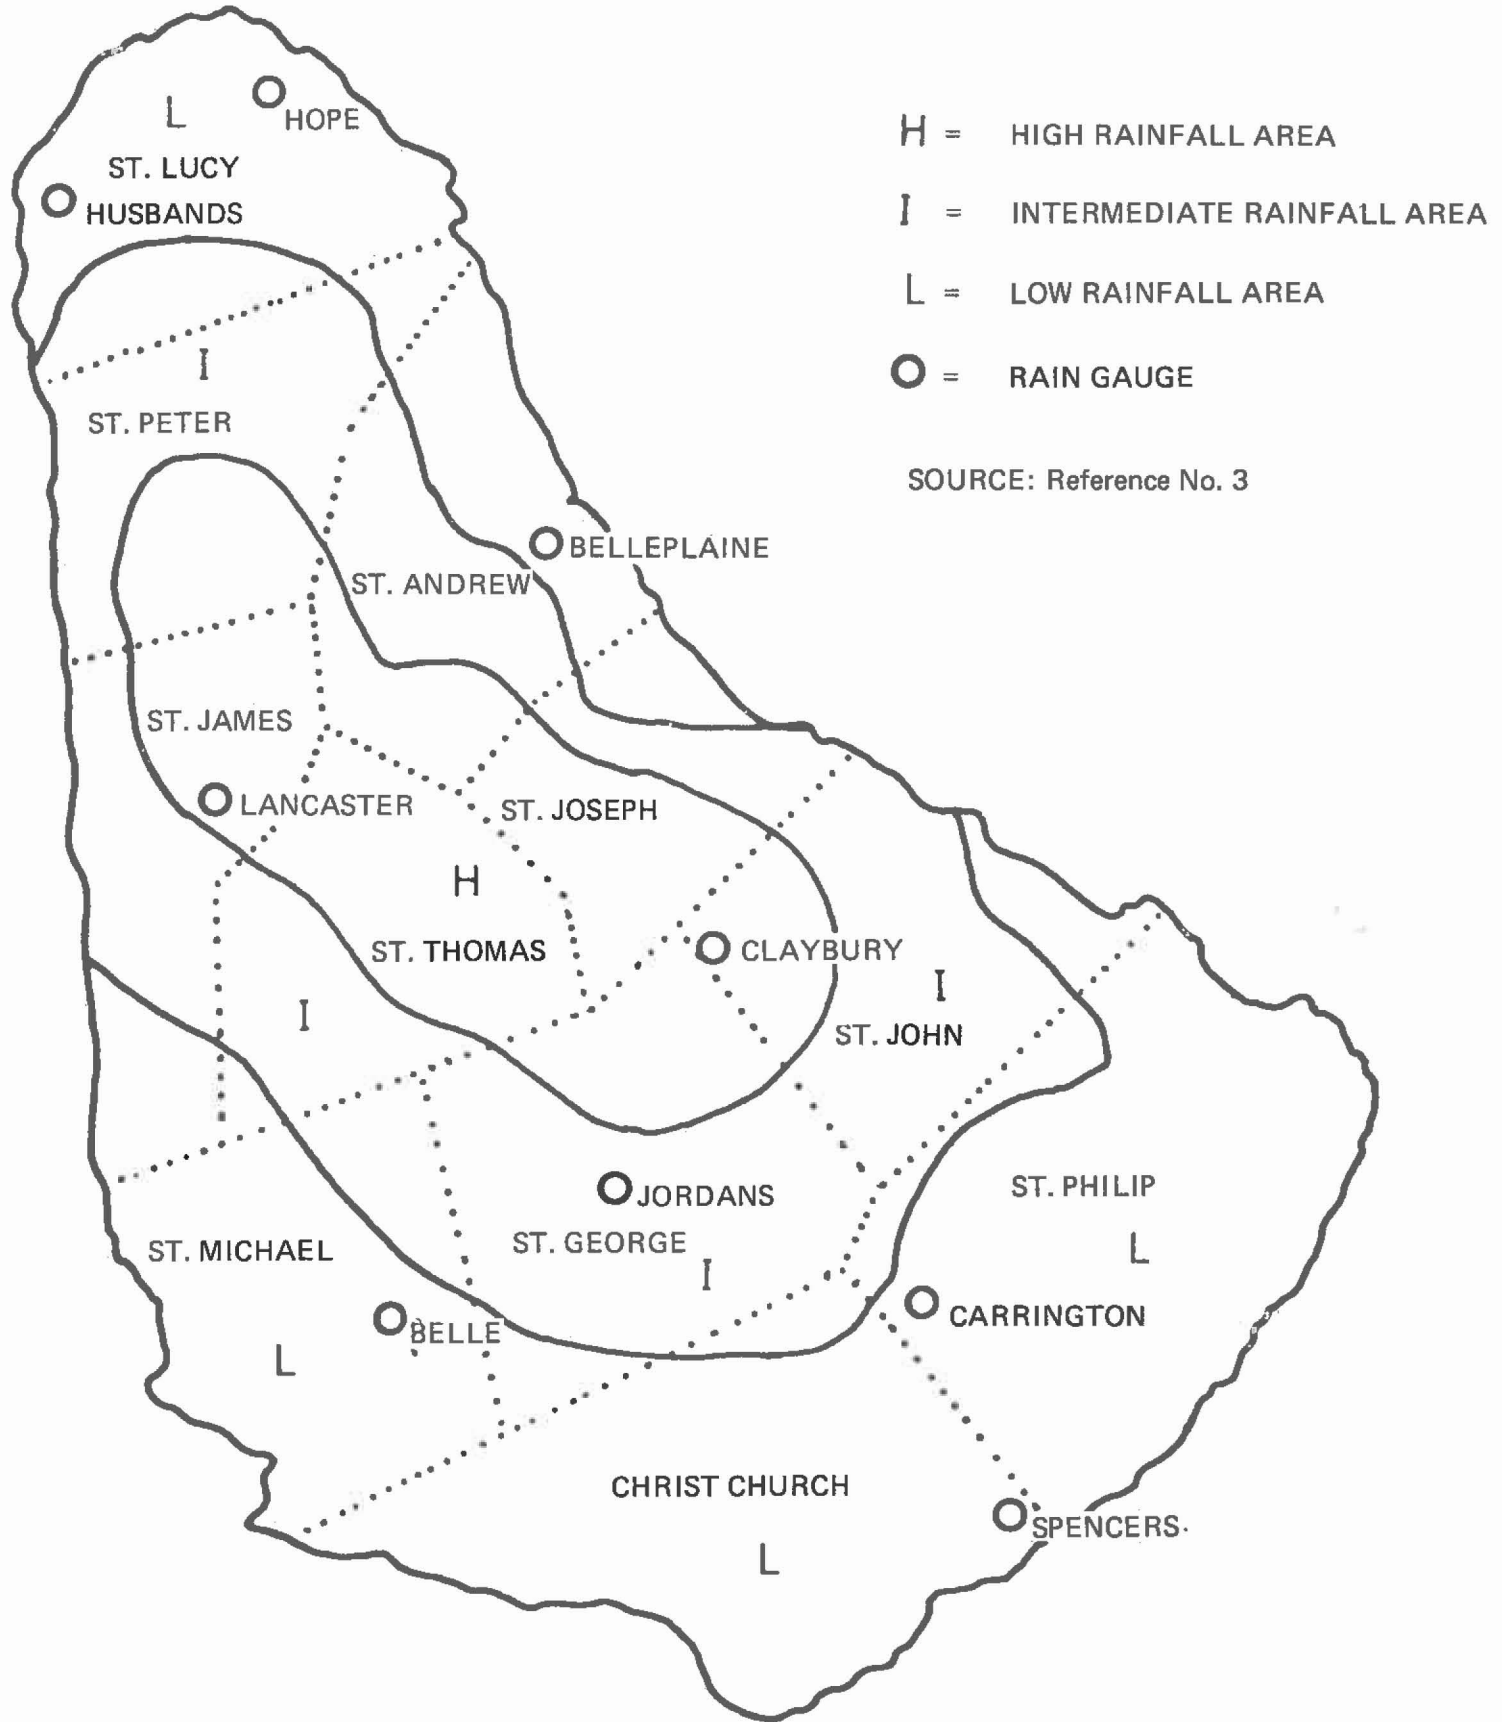 L
HOPE
ST. LUCY
HUSBANDS
H = HIGH RAINFALL AREA
I = INTERMEDIATE RAINFALL AREA
L = LOW RAINFALL AREA
= RAIN GAUGE
SOURCE: Reference No. 3
I
ST. PETER
BELLEPLAINE
ST. ANDREW
ST. JAMES
LANCASTER
ST. JOSEPH
H
ST. THOMAS
CLAYBURY
I
I
ST. JOHN
ST. PHILIP
L
JORDANS
ST. GEORGE
I
ST. MICHAEL
CARRINGTON
BELLE
L
CHRIST CHURCH
SPENCERS.
L